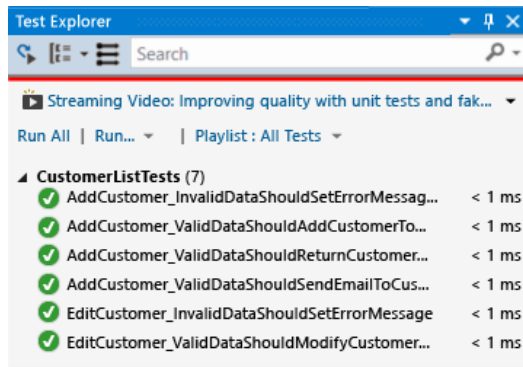 Test Explorer
Search
Streaming Video: Improving quality with unit tests and fak...
Run All | Run... | Playlist : All Tests
CustomerListTests (7)
AddCustomer_InvalidDataShouldSetErrorMessag... < 1 ms
AddCustomer_ValidDataShouldAddCustomerTo... < 1 ms
AddCustomer_ValidDataShouldReturnCustomer... < 1 ms
AddCustomer_ValidDataShouldSendEmailToCus... < 1 ms
EditCustomer_InvalidDataShouldSetErrorMessage < 1 ms
EditCustomer_ValidDataShouldModifyCustomer... < 1 ms